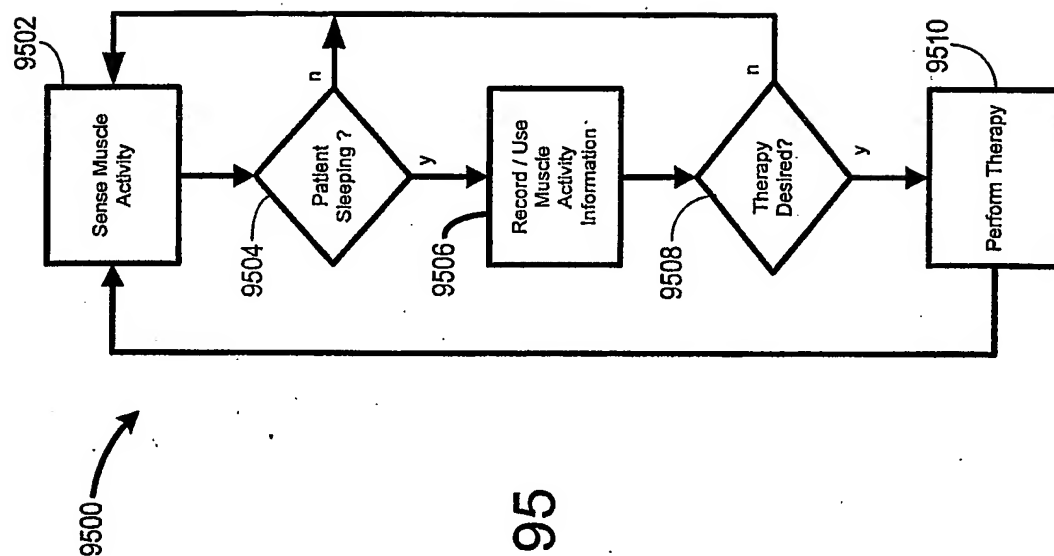 9500
9502
Sense Muscle
Activity
9504
Patient
Sleeping ?
n
y
9506
Record / Use
Muscle
Activity
Information
9508
Therapy
Desired?
n
y
9510
Perform Therapy
95